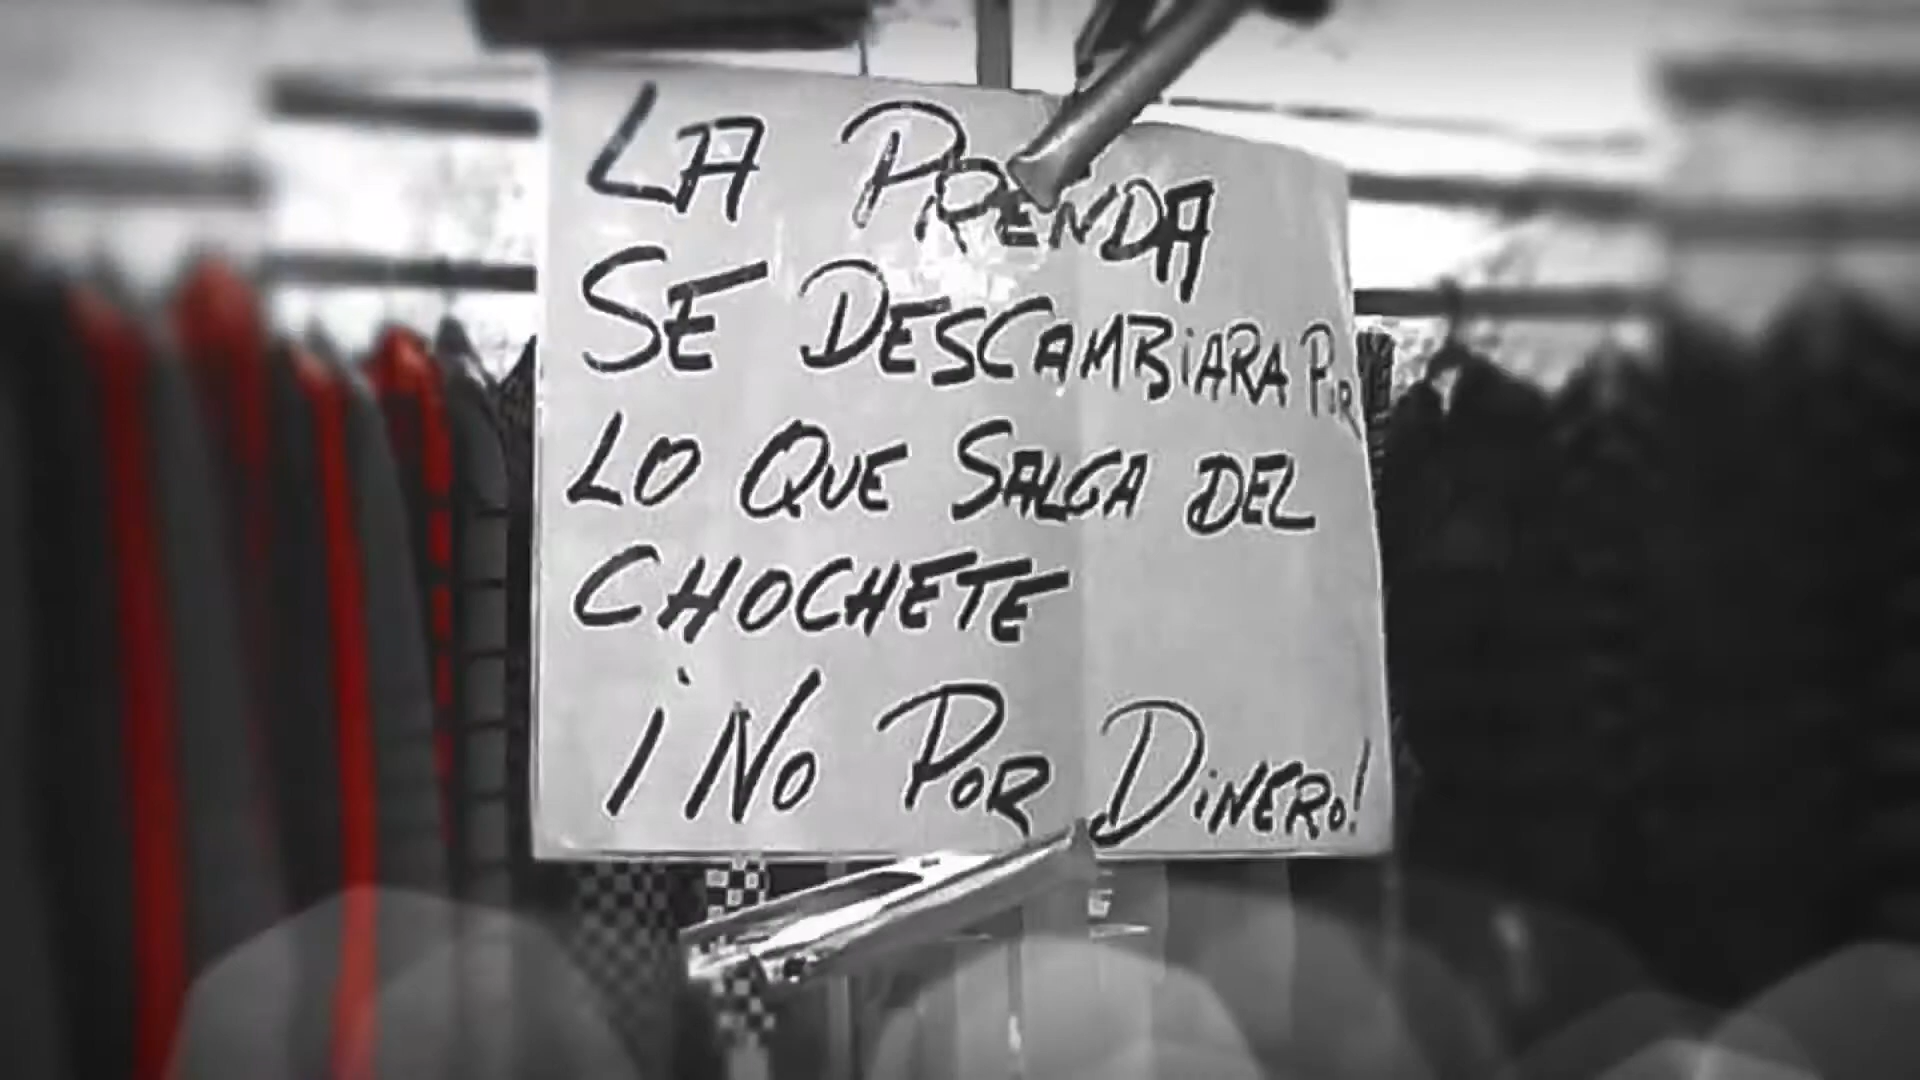 LA PRENDA
SE DESCAMBiARA POR
LO QUE SALGA DEL
CHOCHETE
¡NO POR DiNERO!